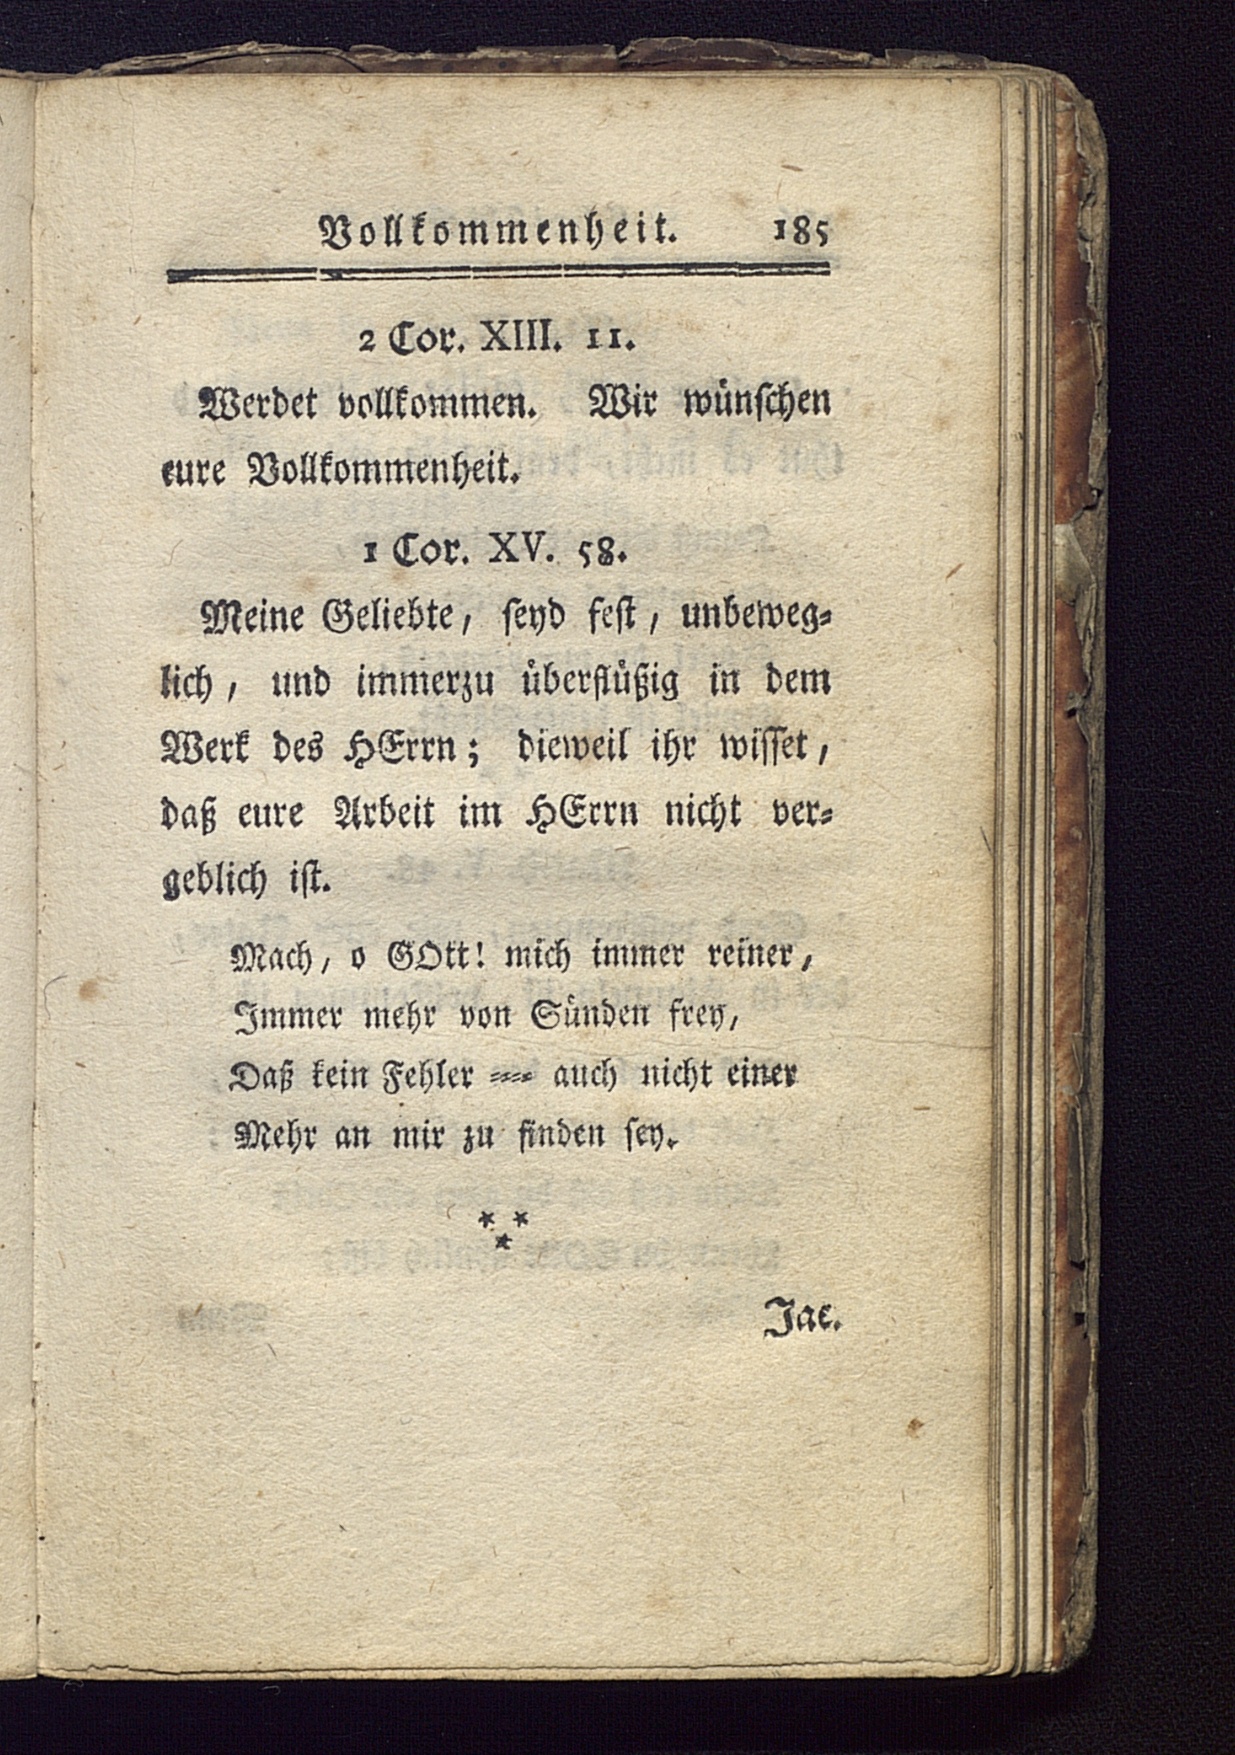 Vollkommenheit. 185
2 Cor. XIII. 11.
Werdet vollkommen. Wir wünschen
eure Vollkommenheit.
1 Cor. XV. 58.
Meine Geliebte, seyd fest, unbeweg=
lich, und immerzu überflüßig in dem
Werk des HErrn; dieweil ihr wisset,
daß eure Arbeit im HErrn nicht ver=
geblich ist.
Mach, o GOtt! mich immer reiner,
Immer mehr von Sünden frey,
Daß kein Fehler == auch nicht einer
Mehr an mir zu finden sey.
* *
*
Jac.